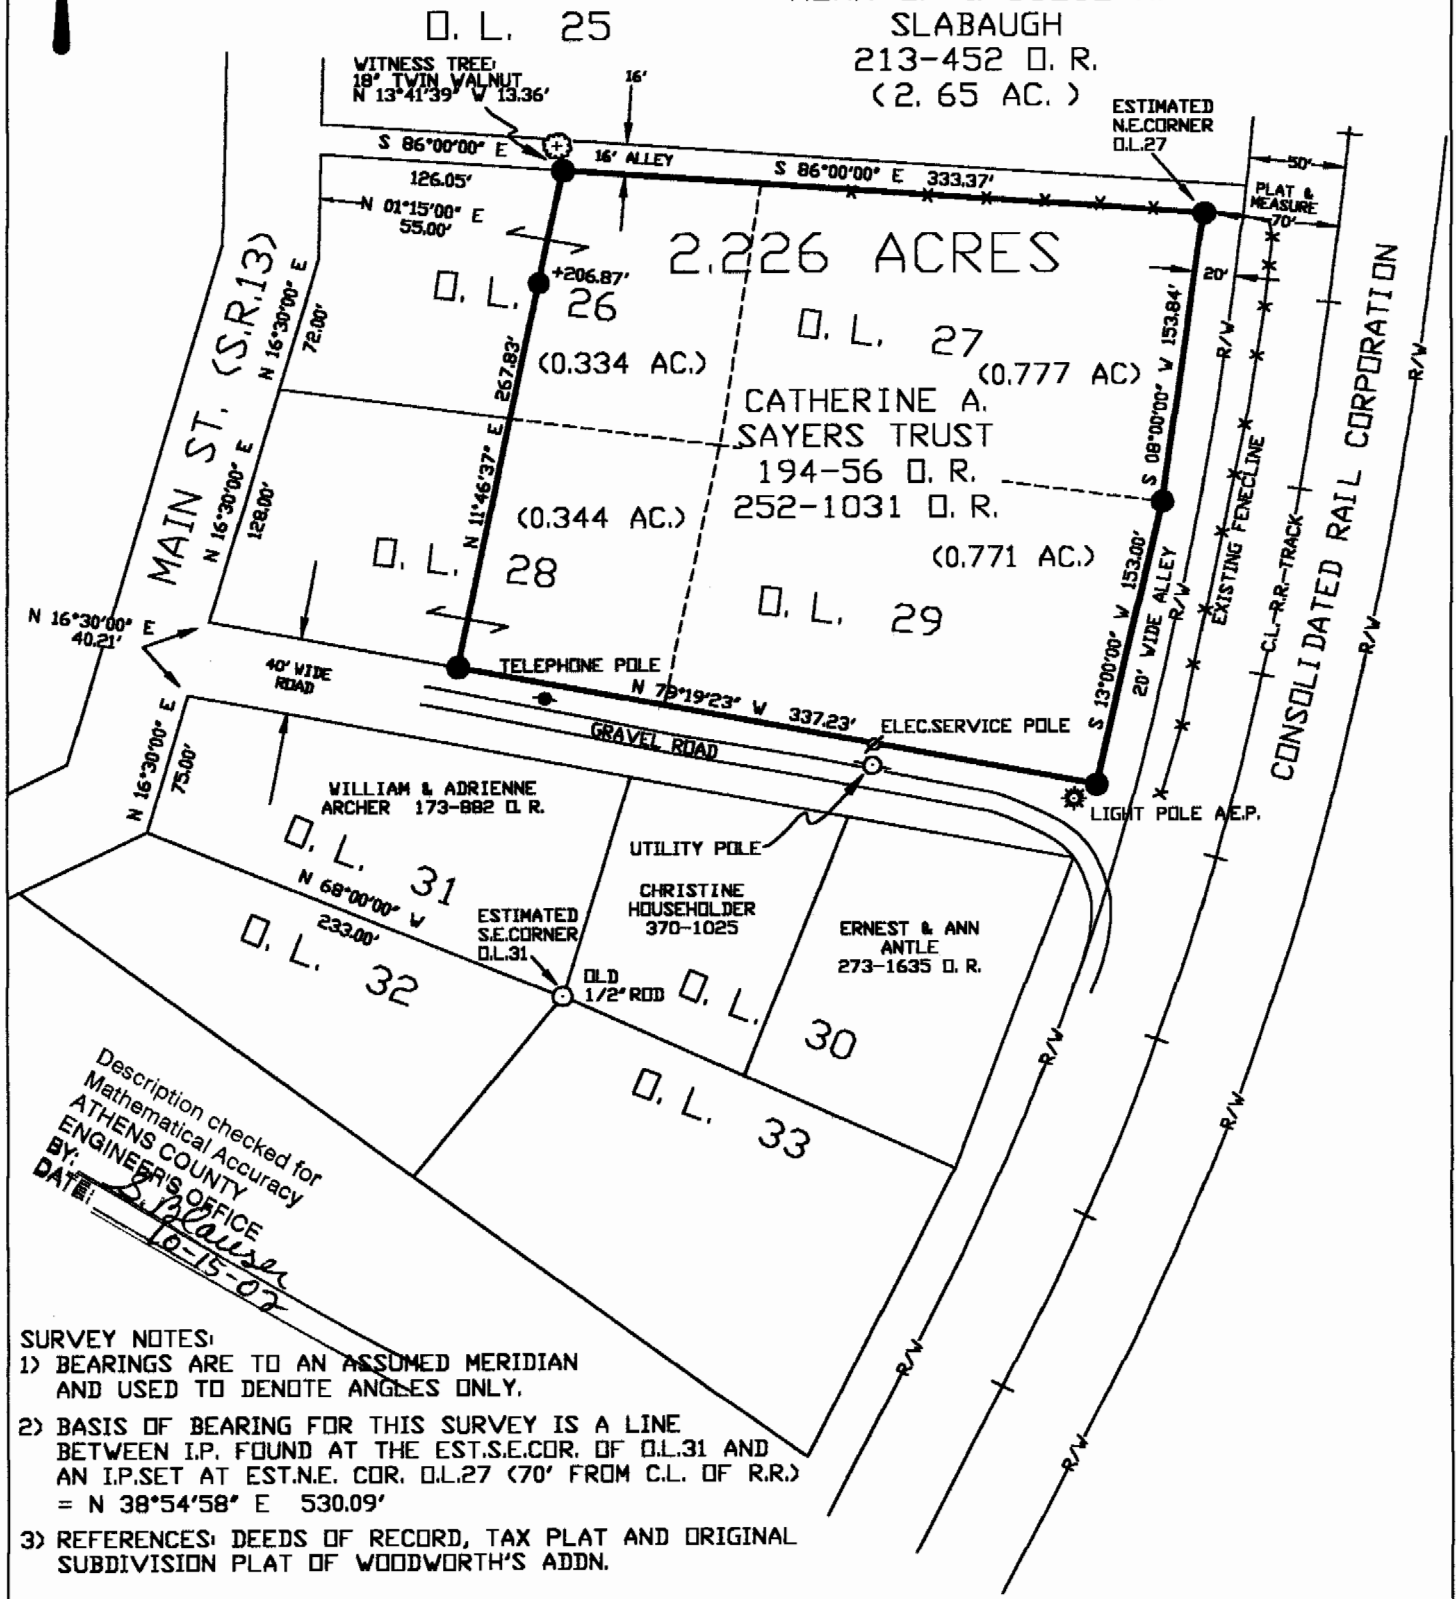 O. L. 25
SLABAUGH
213-452 O. R.
(2. 65 AC. )
WITNESS TREE:
18" TWIN WALNUT
N 13°41'39" W 13.36'
16'
ESTIMATED
N.E.CORNER
O.L.27
S 86°00'00" E
126.05'
16' ALLEY
S 86°00'00" E 333.37'
50'
PLAT &
MEASURE
70'
N 01°15'00" E
55.00'
2.226 ACRES
20'
+206.87'
O. L. 26
(0.334 AC.)
O. L. 27
(0.777 AC)
MAIN ST. (S.R.13)
N 16°30'00" E
72.00'
N 11°46'37" E 267.83'
S 08°00'00" W 153.84'
CATHERINE A.
SAYERS TRUST
194-56 O. R.
252-1031 O. R.
R/W
R/W
CONSOLIDATED RAIL CORPORATION
N 16°30'00" E
128.00'
(0.344 AC.)
O. L. 28
(0.771 AC.)
O. L. 29
S 13°00'00" W 153.00'
20' WIDE ALLEY
R/W
EXISTING FENECLINE
C.L.-R.R.-TRACK
R/W
N 16°30'00" E
40.21'
40' WIDE
ROAD
TELEPHONE POLE
N 79°19'23" W 337.23'
ELEC.SERVICE POLE
GRAVEL ROAD
N 16°30'00" E
75.00'
LIGHT POLE A.E.P.
WILLIAM & ADRIENNE
ARCHER 173-882 O. R.
O. L. 31
UTILITY POLE
N 68°00'00" W
233.00'
CHRISTINE
HOUSEHOLDER
370-1025
ERNEST & ANN
ANTLE
273-1635 O. R.
ESTIMATED
S.E.CORNER
O.L.31
OLD
1/2" ROD
O. L. 32
O. L. 30
R/W
O. L. 33
R/W
Description checked for
Mathematical Accuracy
ATHENS COUNTY
ENGINEER'S OFFICE
BY: S. Blauser
DATE: 10-15-02
R/W
R/W
SURVEY NOTES:
1) BEARINGS ARE TO AN ASSUMED MERIDIAN
AND USED TO DENOTE ANGLES ONLY.
2) BASIS OF BEARING FOR THIS SURVEY IS A LINE
BETWEEN I.P. FOUND AT THE EST.S.E.COR. OF O.L.31 AND
AN I.P.SET AT EST.N.E. COR. O.L.27 (70' FROM C.L. OF R.R.)
= N 38°54'58" E 530.09'
3) REFERENCES: DEEDS OF RECORD, TAX PLAT AND ORIGINAL
SUBDIVISION PLAT OF WOODWORTH'S ADDN.